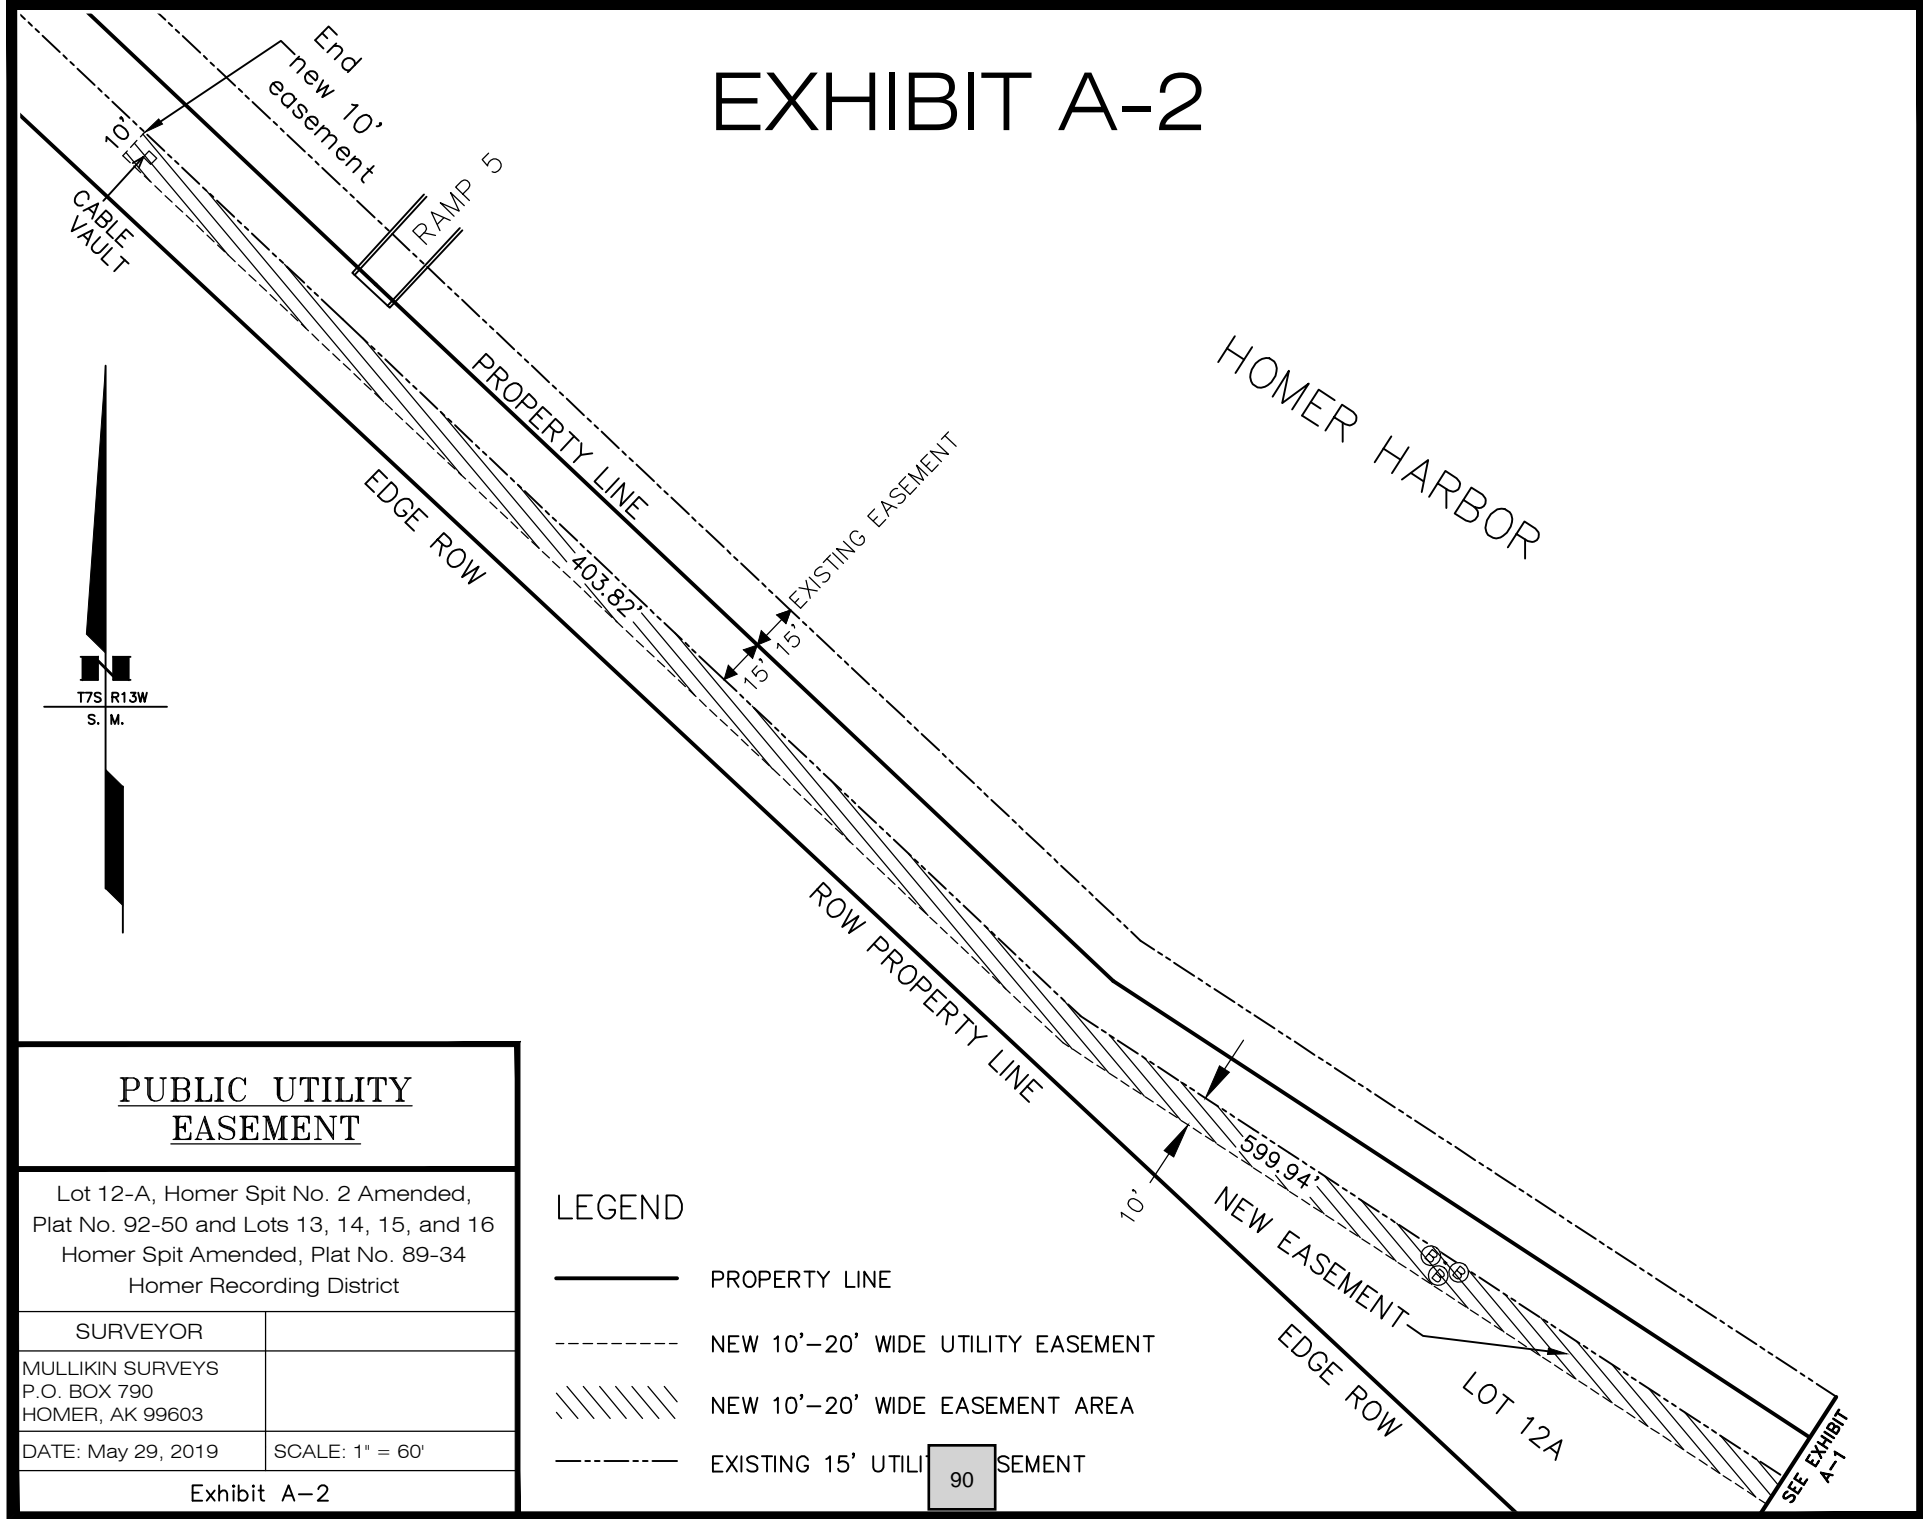 EXHIBIT A-2
End
new 10'
easement
10'
CABLE
VAULT
RAMP 5
PROPERTY LINE
EDGE ROW
HOMER HARBOR
EXISTING EASEMENT
403.82'
15'
15'
T7S R13W
S. M.
ROW PROPERTY LINE
599.94'
10'
NEW EASEMENT
B
B
B
EDGE ROW
LOT 12A
SEE EXHIBIT
A-1
PUBLIC UTILITY
EASEMENT
Lot 12-A, Homer Spit No. 2 Amended,
Plat No. 92-50 and Lots 13, 14, 15, and 16
Homer Spit Amended, Plat No. 89-34
Homer Recording District
SURVEYOR
MULLIKIN SURVEYS
P.O. BOX 790
HOMER, AK 99603
DATE: May 29, 2019
SCALE: 1" = 60'
Exhibit A-2
LEGEND
PROPERTY LINE
NEW 10'-20' WIDE UTILITY EASEMENT
NEW 10'-20' WIDE EASEMENT AREA
EXISTING 15' UTILI SEMENT
90